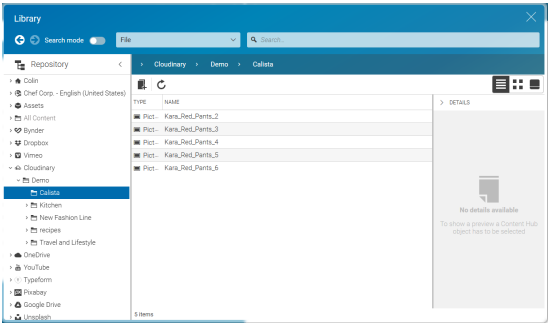 Library
Search mode
File
Search...
Repository
Cloudinary > Demo > Calista
Colin
Chef Corp. - English (United States)
Assets
All Content
Bynder
Dropbox
Vimeo
Cloudinary
Demo
Calista
Kitchen
New Fashion Line
recipes
Travel and Lifestyle
OneDrive
YouTube
Typeform
Pixabay
Google Drive
Unsplash
TYPE NAME
Pict... Kara_Red_Pants_2
Pict... Kara_Red_Pants_3
Pict... Kara_Red_Pants_4
Pict... Kara_Red_Pants_5
Pict... Kara_Red_Pants_6
5 items
DETAILS
No details available
To show a preview a Content Hub
object has to be selected